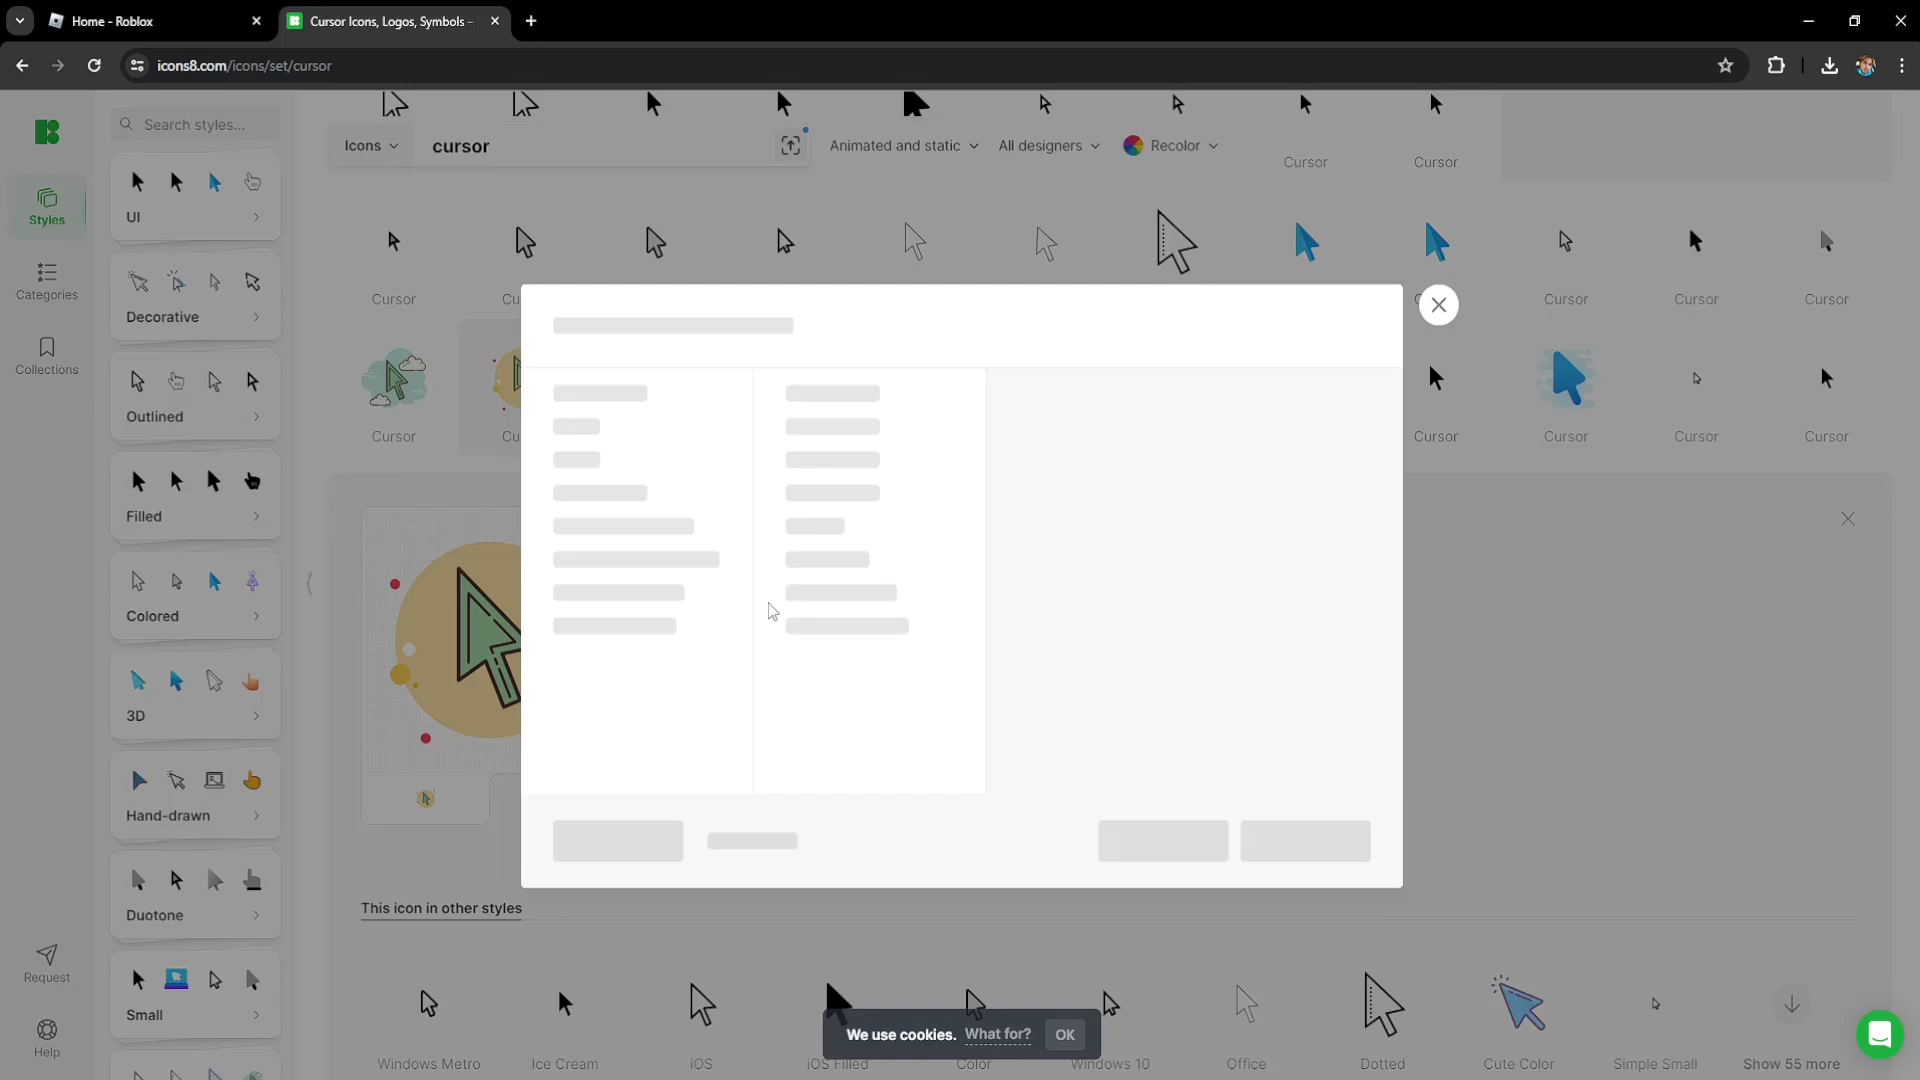 Home - Roblox
Cursor Icons, Logos, Symbols –
icons8.com/icons/set/cursor
Search styles...
Icons
cursor
Animated and static
All designers
Recolor
Cursor
Cursor
Styles
UI
Categories
Decorative
Cursor
Cu
C
Cursor
Cursor
Cursor
Collections
Outlined
Cursor
Cu
Cursor
Cursor
Cursor
Cursor
Filled
Colored
3D
Hand-drawn
Duotone
This icon in other styles
Request
Small
Help
We use cookies. What for? OK
Windows Metro
Ice Cream
iOS
iOS Filled
Color
Windows 10
Office
Dotted
Cute Color
Simple Small
Show 55 more